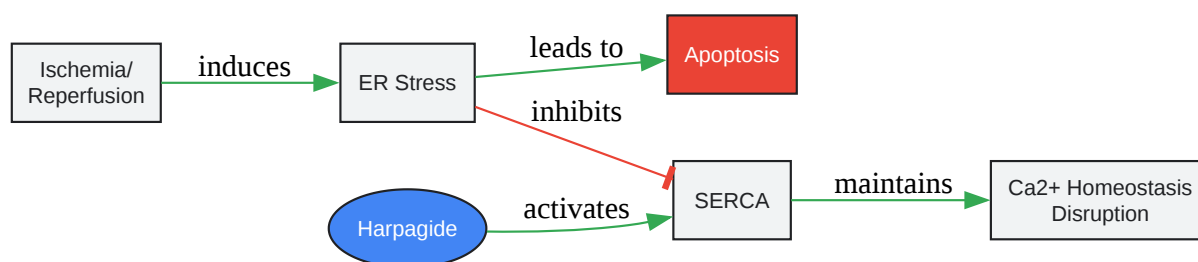 Ischemia/
Reperfusion
induces
ER Stress
leads to
Apoptosis
inhibits
Harpagide
activates
SERCA
maintains
Ca2+ Homeostasis
Disruption